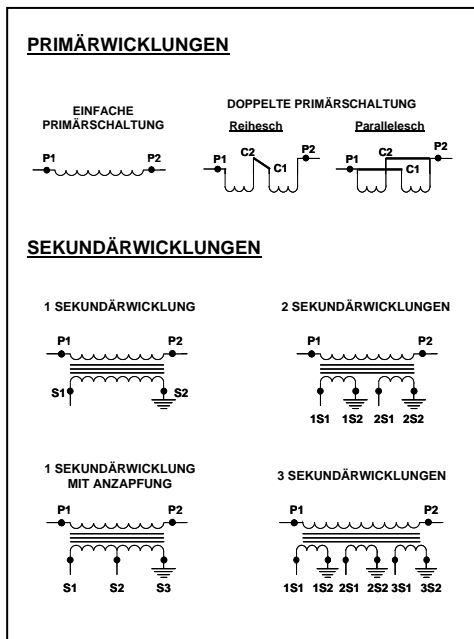 PRIMÄRWICKLUNGEN
EINFACHE
PRIMÄRSCHALTUNG
P1 P2
DOPPELTE PRIMÄRSCHALTUNG
Reihesch
P1 C2 C1 P2
Parallelesch
P1 C2 C1 P2
SEKUNDÄRWICKLUNGEN
1 SEKUNDÄRWICKLUNG
P1 P2
S1 S2
2 SEKUNDÄRWICKLUNGEN
P1 P2
1S1 1S2 2S1 2S2
1 SEKUNDÄRWICKLUNG
MIT ANZAPFUNG
P1 P2
S1 S2 S3
3 SEKUNDÄRWICKLUNGEN
P1 P2
1S1 1S2 2S1 2S2 3S1 3S2